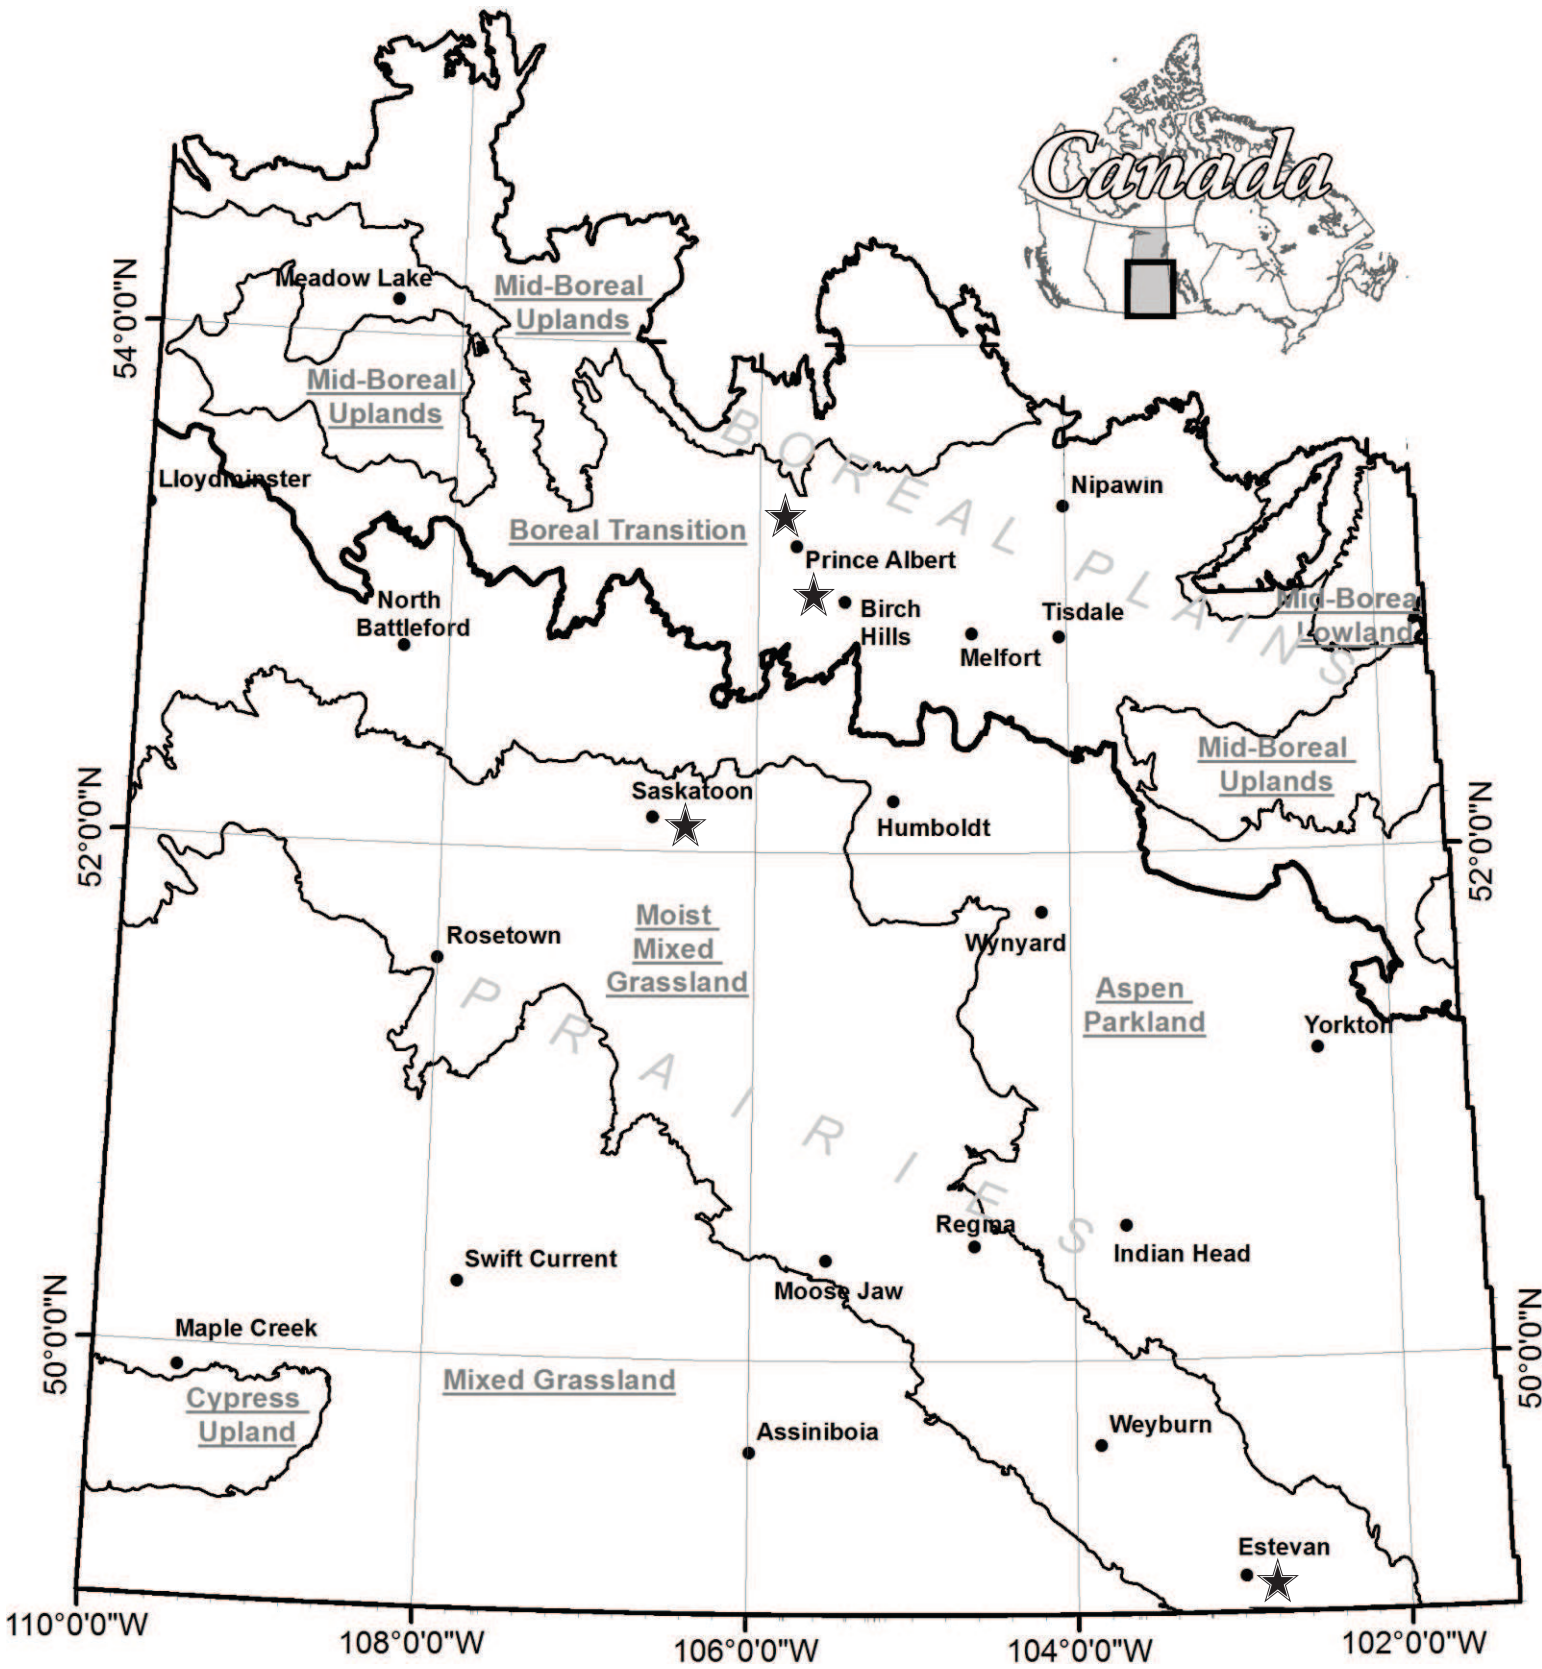 Canada
54°0'0"N
Meadow Lake
Mid-Boreal
Uplands
Mid-Boreal
Uplands
BOREAL PLAINS
Lloydminster
Nipawin
Boreal Transition
Prince Albert
North
Battleford
Birch
Hills
Tisdale
Melfort
Mid-Borea
Lowland
Mid-Boreal
Uplands
52°0'0"N
Saskatoon
Humboldt
52°0'0"N
Moist
Mixed
Grassland
Rosetown
Wynyard
Aspen
Parkland
PRAIRIES
Yorkton
Regina
Indian Head
Swift Current
Moose Jaw
50°0'0"N
Maple Creek
50°0'0"N
Cypress
Upland
Mixed Grassland
Assiniboia
Weyburn
Estevan
110°0'0"W
108°0'0"W
106°0'0"W
104°0'0"W
102°0'0"W